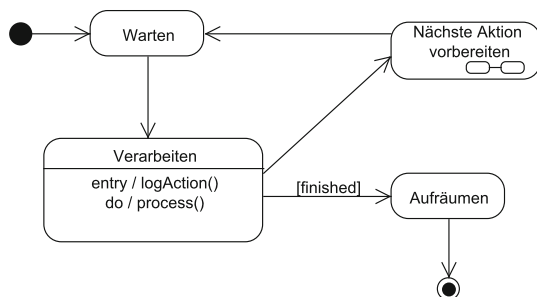 Warten
Nächste Aktion
vorbereiten
Verarbeiten
entry / logAction()
do / process()
[finished]
Aufräumen